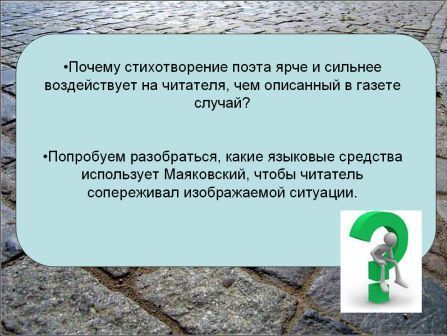 •Почему стихотворение поэта ярче и сильнее
воздействует на читателя, чем описанный в газете
случай?
•Попробуем разобраться, какие языковые средства
использует Маяковский, чтобы читатель
сопереживал изображаемой ситуации.